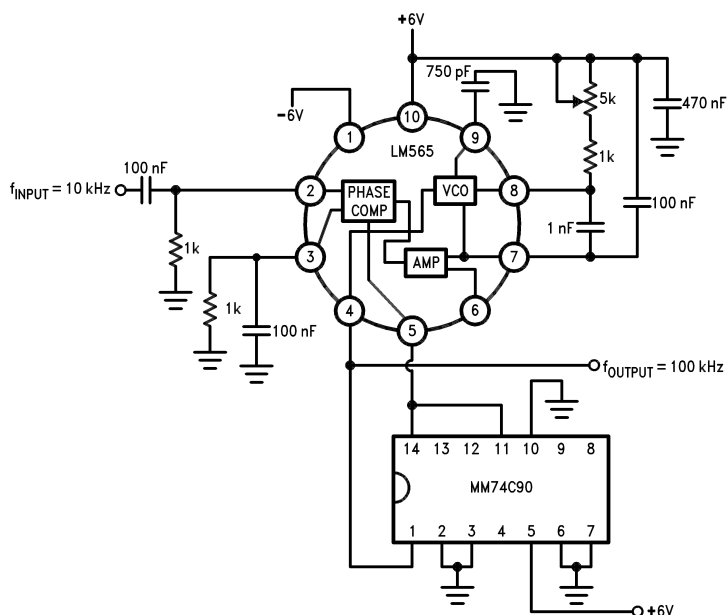 +6V
750 pF
5k
470 nF
-6V
10
1
9
LM565
100 nF
1k
fINPUT = 10 kHz
2
PHASE
COMP
VCO
8
100 nF
1 nF
1k
3
AMP
7
1k
100 nF
4
5
6
fOUTPUT = 100 kHz
14 13 12 11 10 9 8
MM74C90
1 2 3 4 5 6 7
+6V